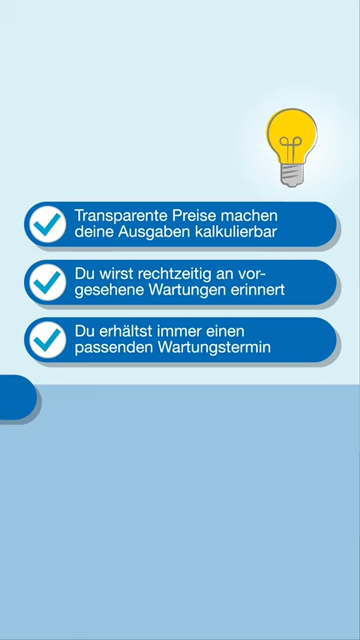 Transparente Preise machen
deine Ausgaben kalkulierbar
Du wirst rechtzeitig an vor-
gesehene Wartungen erinnert
Du erhältst immer einen
passenden Wartungstermin